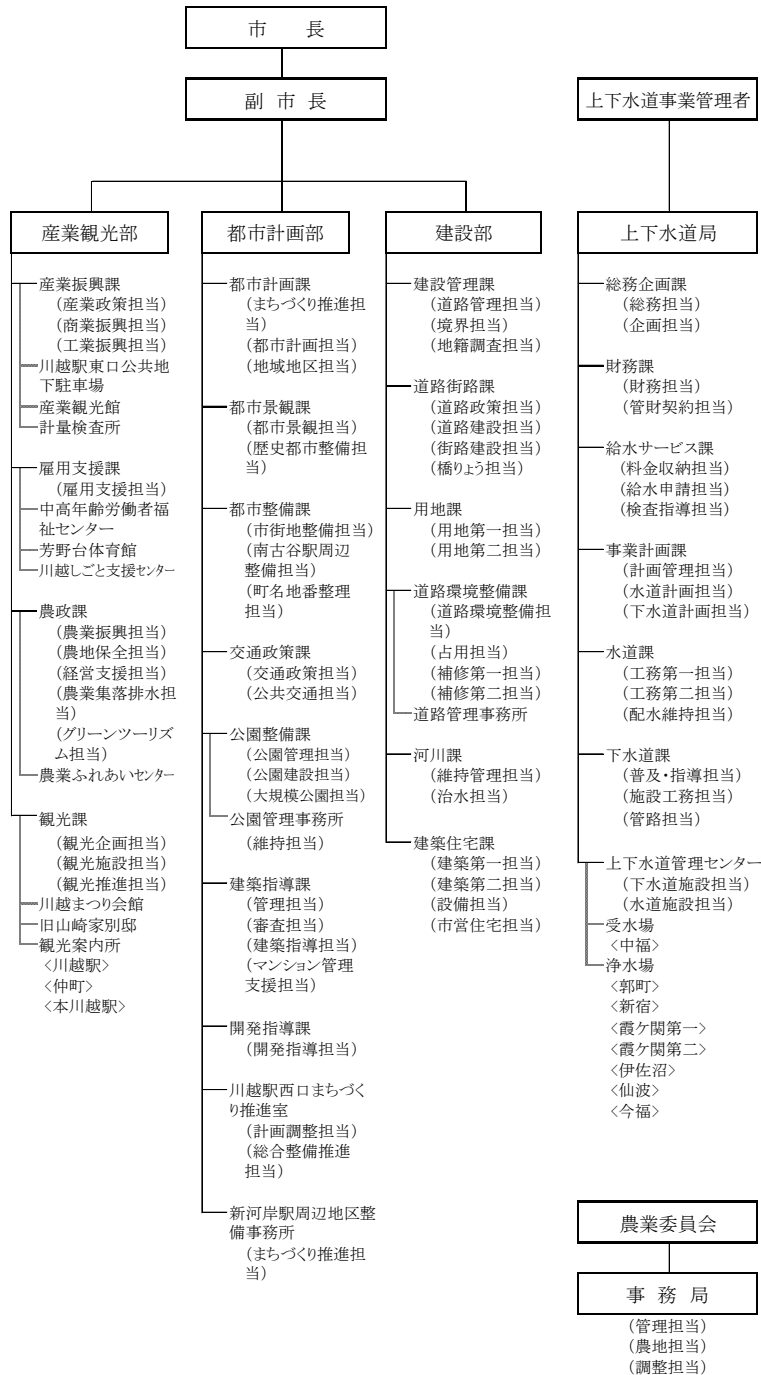 市　長
副 市 長
上下水道事業管理者
産業観光部
産業振興課
（産業政策担当）
（商業振興担当）
（工業振興担当）
川越駅東口公共地
下駐車場
産業観光館
計量検査所
雇用支援課
（雇用支援担当）
中高年齢労働者福
祉センター
芳野台体育館
川越しごと支援センター
農政課
（農業振興担当）
（農地保全担当）
（経営支援担当）
（農業集落排水担
当）
（グリーンツーリズ
ム担当）
農業ふれあいセンター
観光課
（観光企画担当）
（観光施設担当）
（観光推進担当）
川越まつり会館
旧山崎家別邸
観光案内所
<川越駅>
<仲町>
<本川越駅>
都市計画部
都市計画課
（まちづくり推進担
当）
（都市計画担当）
（地域地区担当）
都市景観課
（都市景観担当）
（歴史都市整備担
当）
都市整備課
（市街地整備担当）
（南古谷駅周辺
整備担当）
（町名地番整理
担当）
交通政策課
（交通政策担当）
（公共交通担当）
公園整備課
（公園管理担当）
（公園建設担当）
（大規模公園担当）
公園管理事務所
（維持担当）
建築指導課
（管理担当）
（審査担当）
（建築指導担当）
（マンション管理
支援担当）
開発指導課
（開発指導担当）
川越駅西口まちづく
り推進室
（計画調整担当）
（総合整備推進
担当）
新河岸駅周辺地区整
備事務所
（まちづくり推進担
当）
建設部
建設管理課
（道路管理担当）
（境界担当）
（地籍調査担当）
道路街路課
（道路政策担当）
（道路建設担当）
（街路建設担当）
（橋りょう担当）
用地課
（用地第一担当）
（用地第二担当）
道路環境整備課
（道路環境整備担
当）
（占用担当）
（補修第一担当）
（補修第二担当）
道路管理事務所
河川課
（維持管理担当）
（治水担当）
建築住宅課
（建築第一担当）
（建築第二担当）
（設備担当）
（市営住宅担当）
上下水道局
総務企画課
（総務担当）
（企画担当）
財務課
（財務担当）
（管財契約担当）
給水サービス課
（料金収納担当）
（給水申請担当）
（検査指導担当）
事業計画課
（計画管理担当）
（水道計画担当）
（下水道計画担当）
水道課
（工務第一担当）
（工務第二担当）
（配水維持担当）
下水道課
（普及・指導担当）
（施設工務担当）
（管路担当）
上下水道管理センター
（下水道施設担当）
（水道施設担当）
受水場
<中福>
浄水場
<郭町>
<新宿>
<霞ケ関第一>
<霞ケ関第二>
<伊佐沼>
<仙波>
<今福>
農業委員会
事 務 局
（管理担当）
（農地担当）
（調整担当）